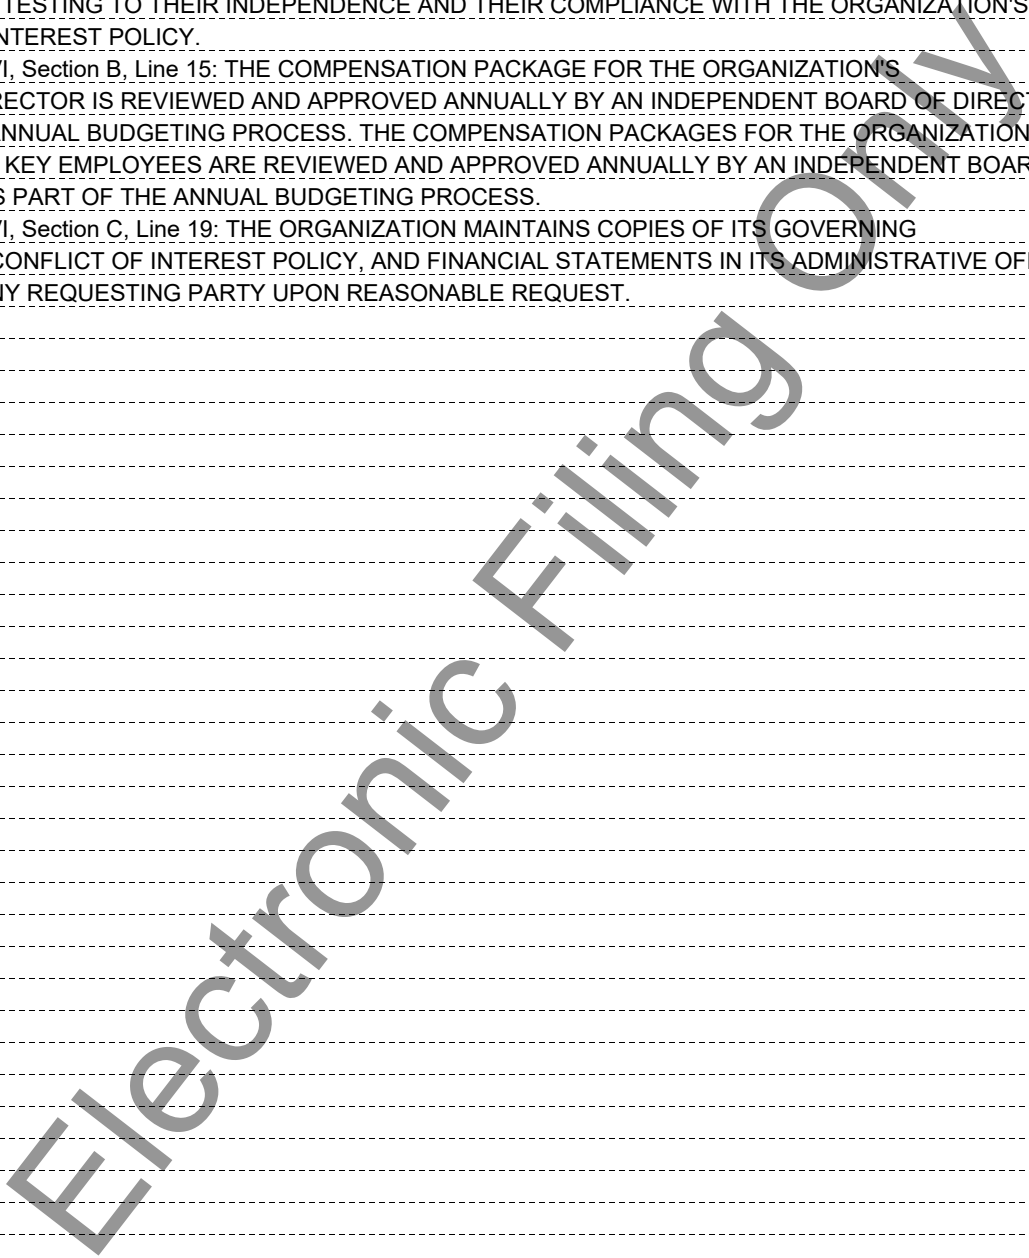 TESTING TO THEIR INDEPENDENCE AND THEIR COMPLIANCE WITH THE ORGANIZATION'S
NTEREST POLICY.
VI, Section B, Line 15: THE COMPENSATION PACKAGE FOR THE ORGANIZATION'S
RECTOR IS REVIEWED AND APPROVED ANNUALLY BY AN INDEPENDENT BOARD OF DIRECT
NNUAL BUDGETING PROCESS. THE COMPENSATION PACKAGES FOR THE ORGANIZATION
KEY EMPLOYEES ARE REVIEWED AND APPROVED ANNUALLY BY AN INDEPENDENT BOAR
S PART OF THE ANNUAL BUDGETING PROCESS.
VI, Section C, Line 19: THE ORGANIZATION MAINTAINS COPIES OF ITS GOVERNING
CONFLICT OF INTEREST POLICY, AND FINANCIAL STATEMENTS IN ITS ADMINISTRATIVE OF
NY REQUESTING PARTY UPON REASONABLE REQUEST.
Electronic Filing Only